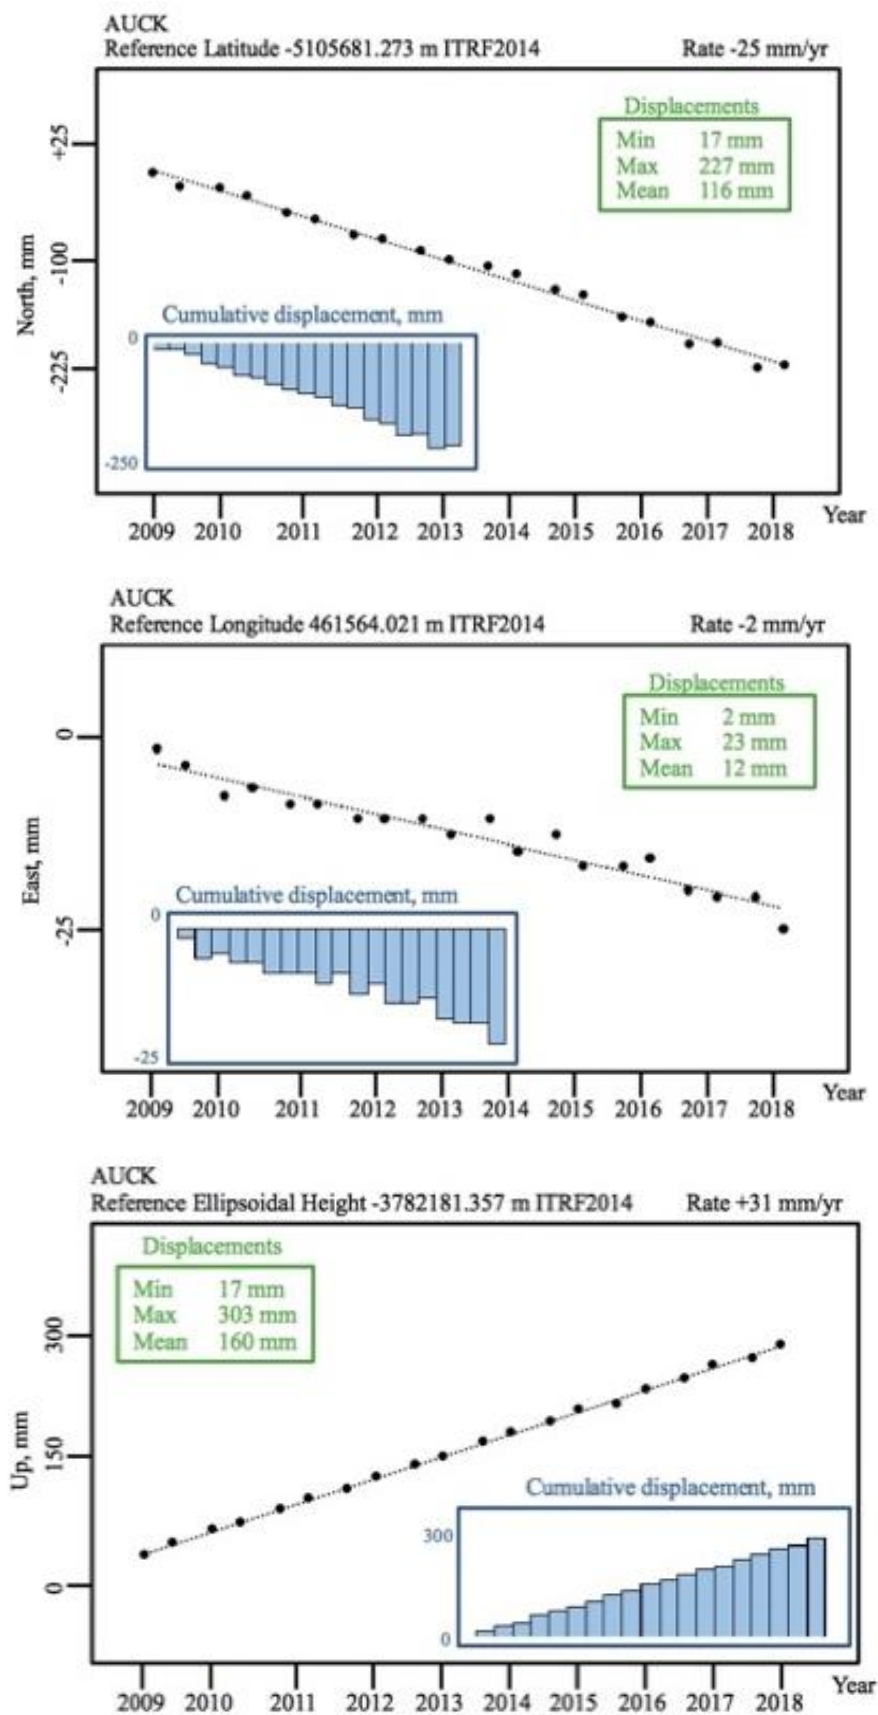 AUCK
Reference Latitude -5105681.273 m ITRF2014 Rate -25 mm/yr
Displacements
Min 17 mm
Max 227 mm
Mean 116 mm
+25
-100
-225
North, mm
Cumulative displacement, mm
0
-250
Year
2009 2010 2011 2012 2013 2014 2015 2016 2017 2018
AUCK
Reference Longitude 461564.021 m ITRF2014 Rate -2 mm/yr
Displacements
Min 2 mm
Max 23 mm
Mean 12 mm
0
-25
East, mm
Cumulative displacement, mm
0
-25
Year
2009 2010 2011 2012 2013 2014 2015 2016 2017 2018
AUCK
Reference Ellipsoidal Height -3782181.357 m ITRF2014 Rate +31 mm/yr
Displacements
Min 17 mm
Max 303 mm
Mean 160 mm
300
150
0
Up, mm
Cumulative displacement, mm
300
0
Year
2009 2010 2011 2012 2013 2014 2015 2016 2017 2018